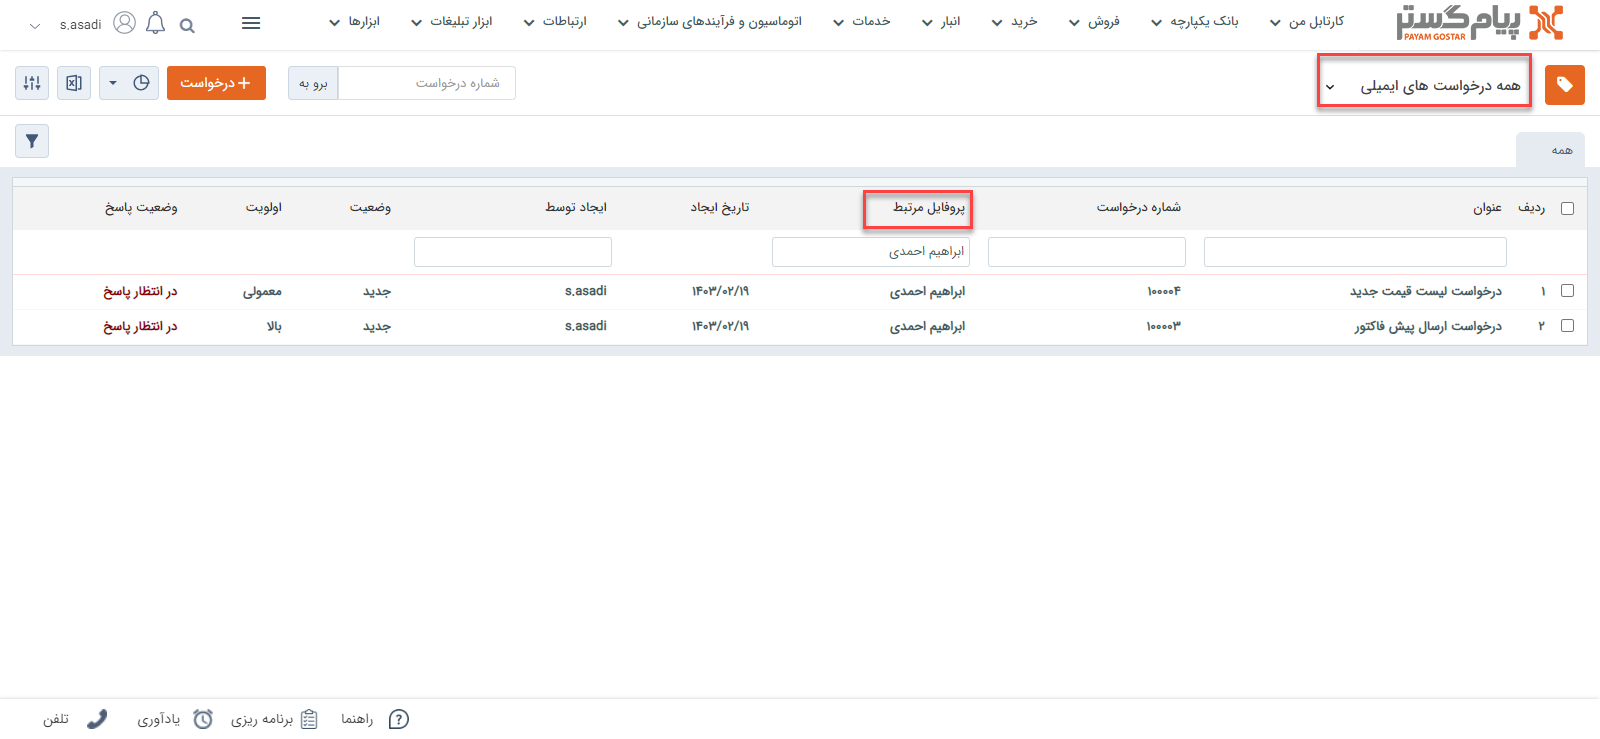 پیام گستر
PAYAM GOSTAR
کارتابل من بانک یکپارچه فروش خرید انبار خدمات اتوماسیون و فرآیندهای سازمانی ارتباطات ابزار تبلیغات ابزارها s.asadi
همه درخواست های ایمیلی شماره درخواست برو به + درخواست
همه
ردیف عنوان شماره درخواست پروفایل مرتبط تاریخ ایجاد ایجاد توسط وضعیت اولویت وضعیت پاسخ
ابراهیم احمدی
۱ درخواست لیست قیمت جدید ۱۰۰۰۰۴ ابراهیم احمدی ۱۴۰۳/۰۲/۱۹ s.asadi جدید معمولی در انتظار پاسخ
۲ درخواست ارسال پیش فاکتور ۱۰۰۰۰۳ ابراهیم احمدی ۱۴۰۳/۰۲/۱۹ s.asadi جدید بالا در انتظار پاسخ
راهنما برنامه ریزی یادآوری تلفن